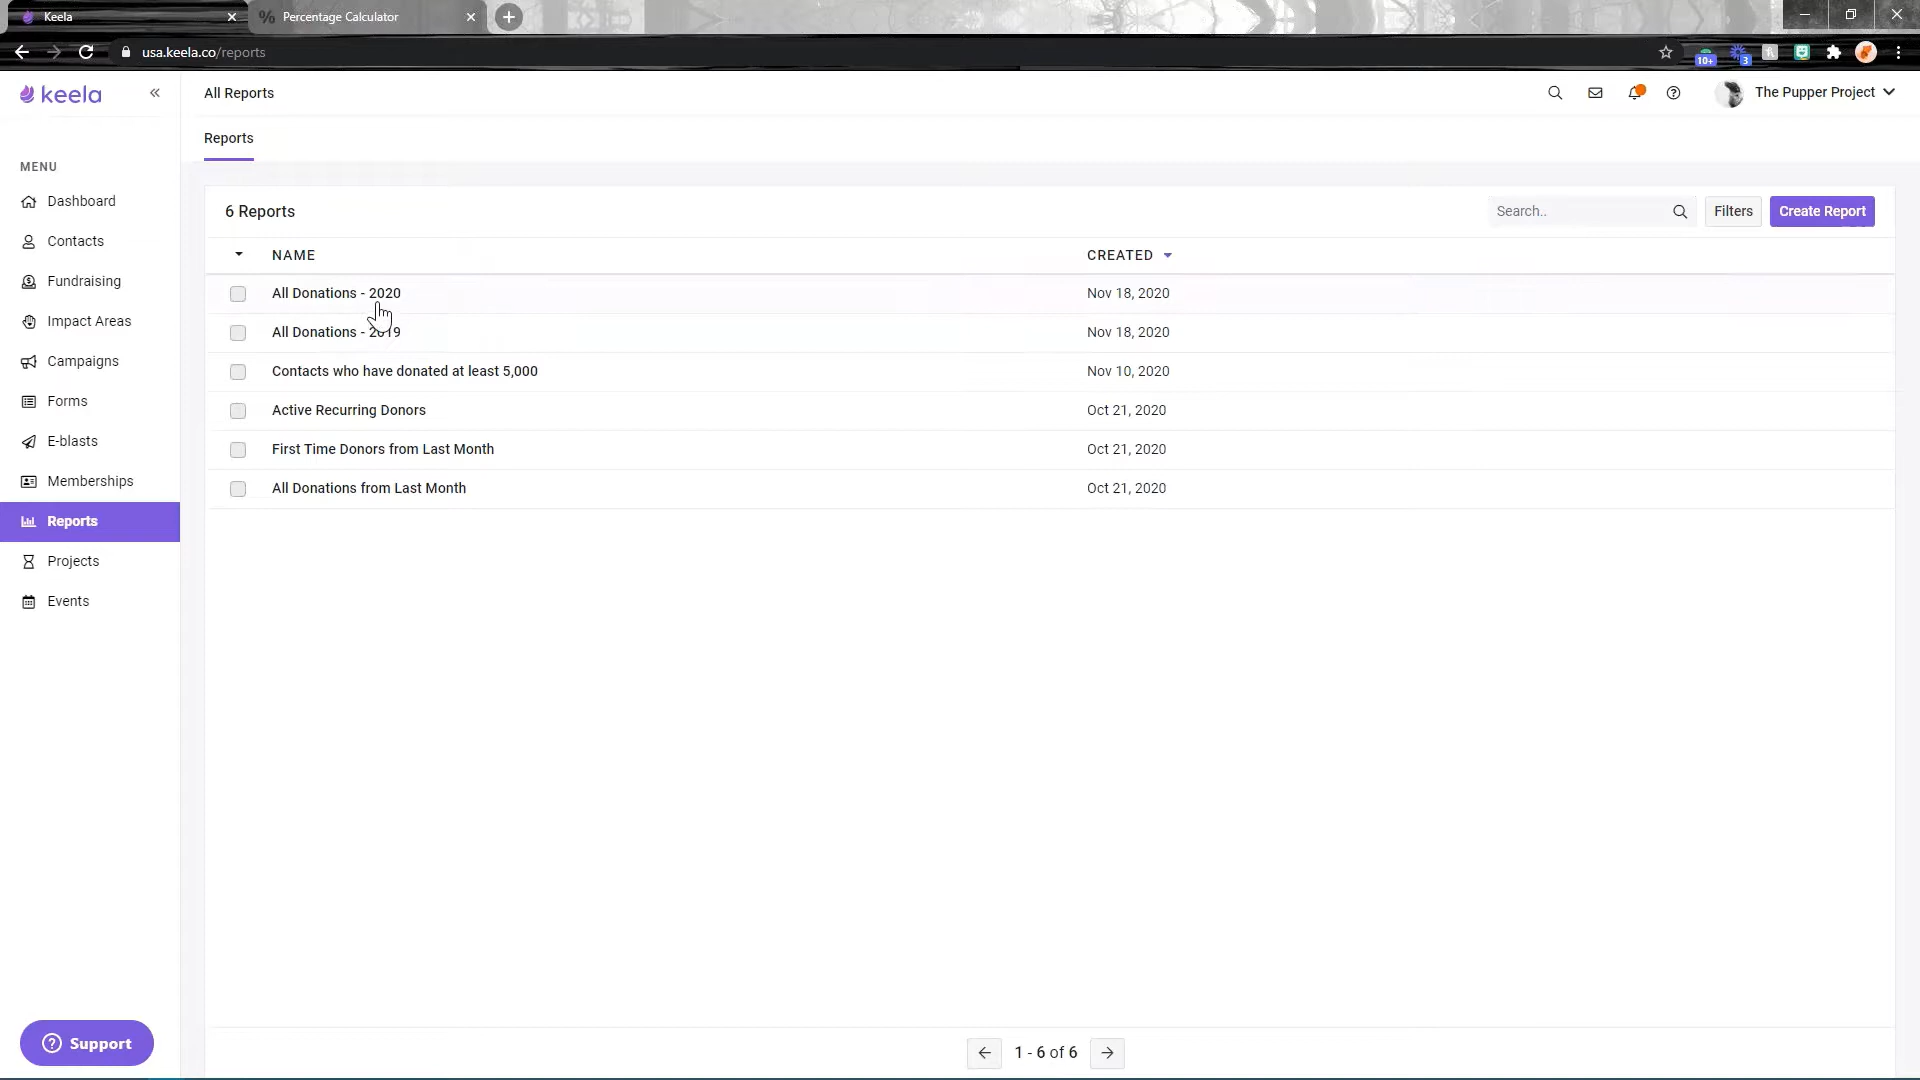 Keela
Percentage Calculator
usa.keela.co/reports
10+
3
keela
All Reports
The Pupper Project
Reports
MENU
Dashboard
Contacts
Fundraising
Impact Areas
Campaigns
Forms
E-blasts
Memberships
Reports
Projects
Events
6 Reports
Search..
Filters
Create Report
NAME
CREATED
All Donations - 2020
Nov 18, 2020
All Donations - 2019
Nov 18, 2020
Contacts who have donated at least 5,000
Nov 10, 2020
Active Recurring Donors
Oct 21, 2020
First Time Donors from Last Month
Oct 21, 2020
All Donations from Last Month
Oct 21, 2020
Support
1 - 6 of 6